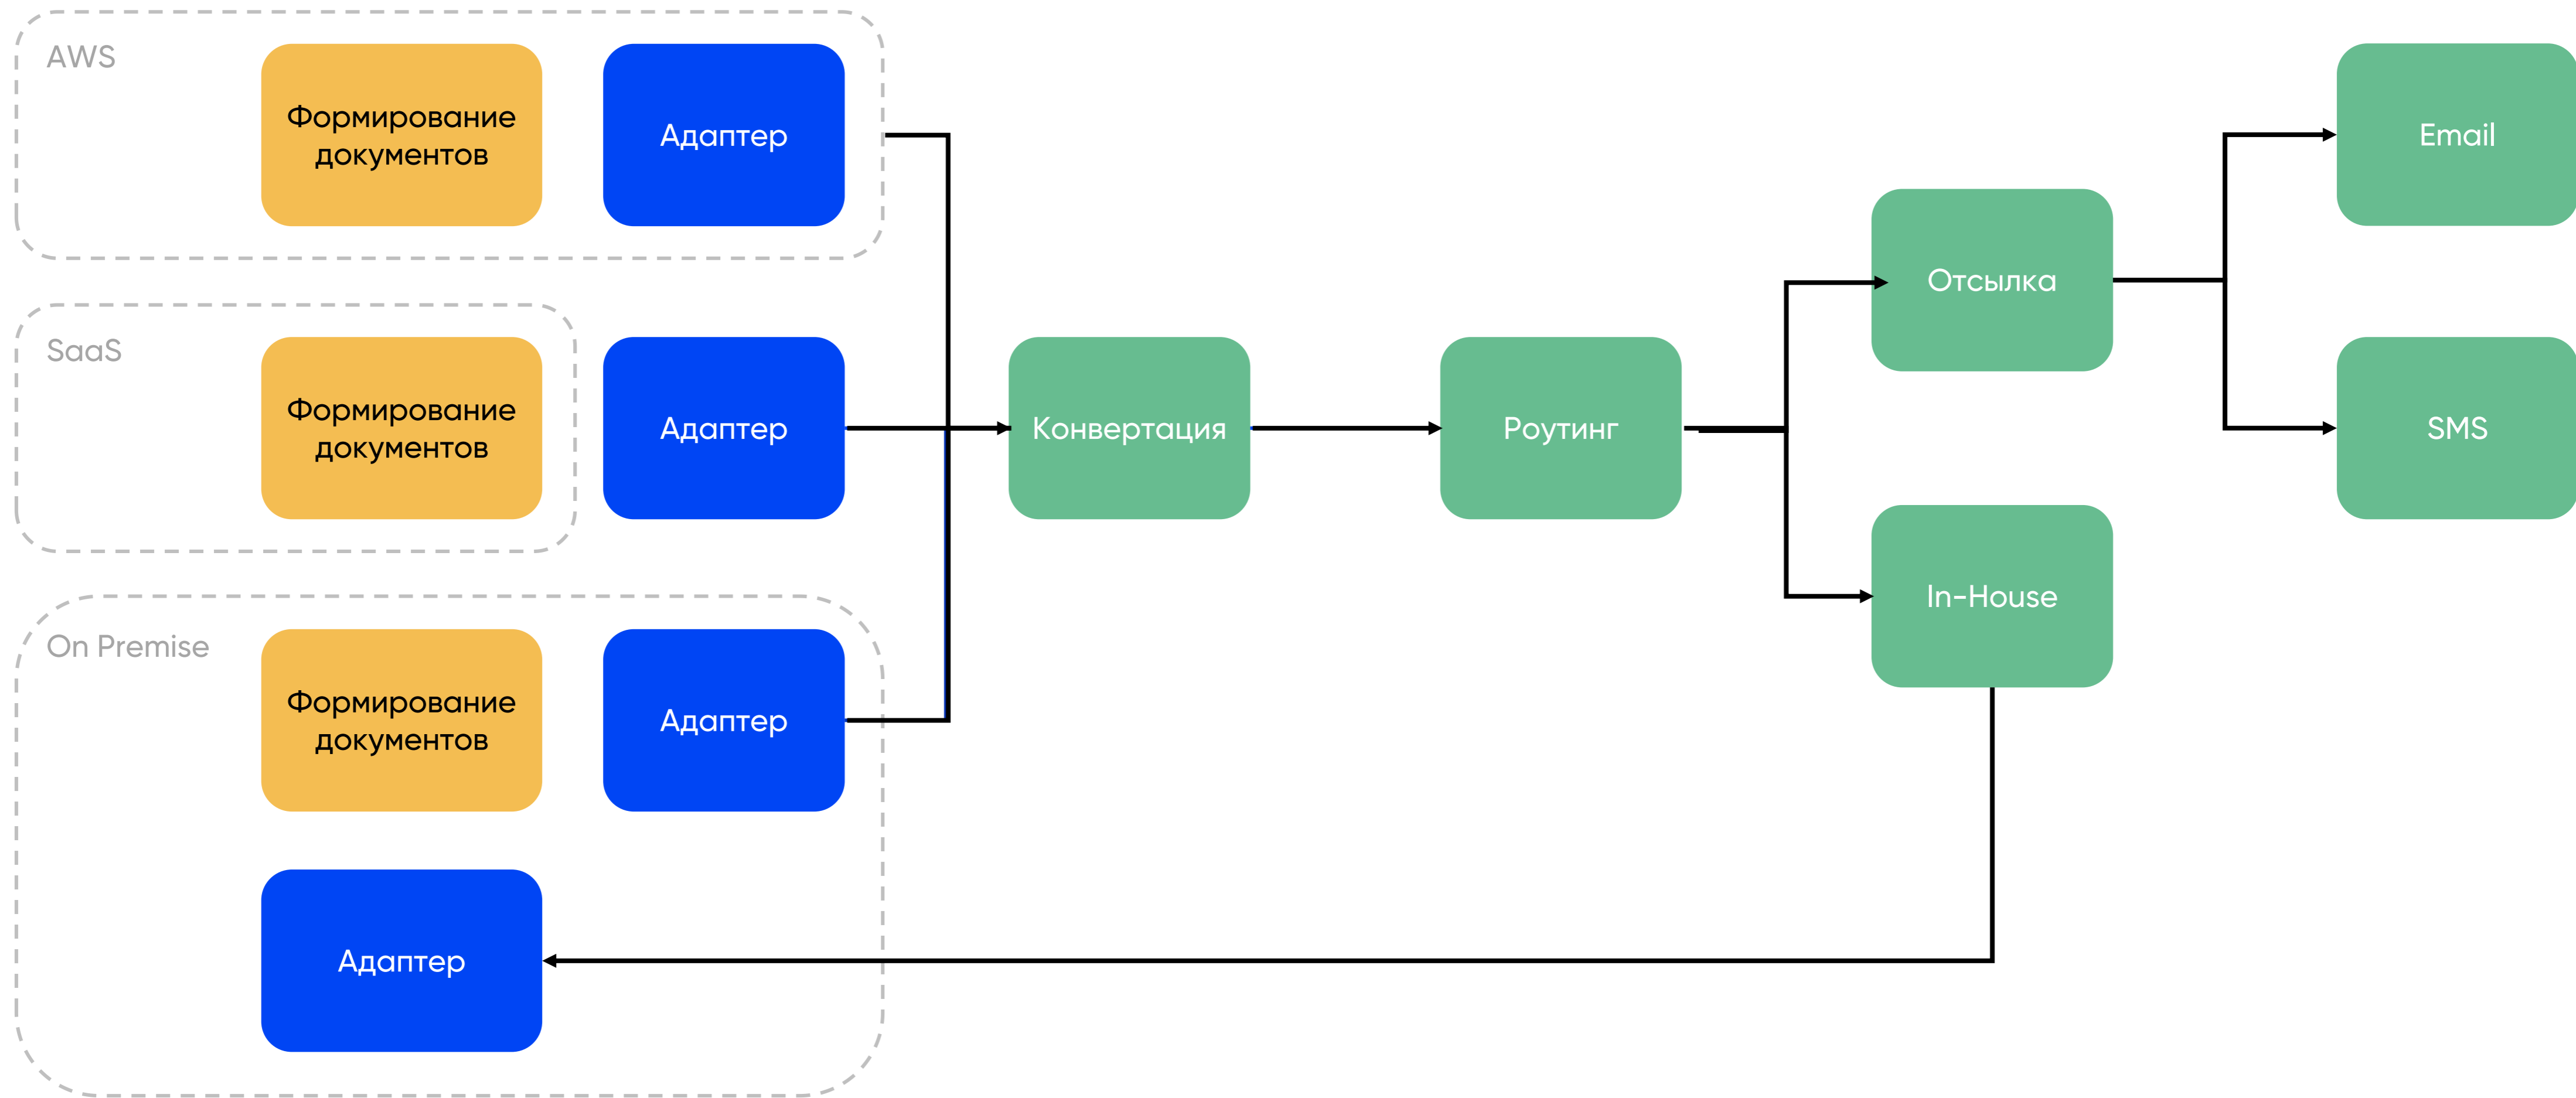 AWS
Формирование
документов
Адаптер
Email
Отсылка
SaaS
Формирование
документов
Адаптер
Конвертация
Роутинг
SMS
In-House
On Premise
Формирование
документов
Адаптер
Адаптер